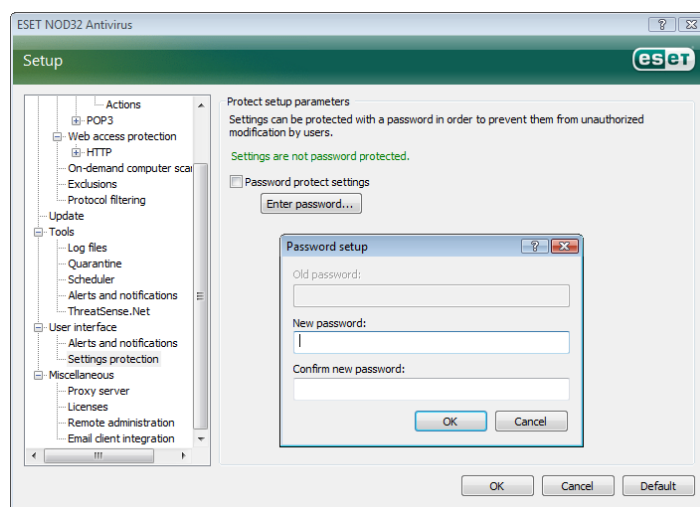 ESET NOD32 Antivirus
Setup
eset
Actions
POP3
Web access protection
HTTP
On-demand computer scar
Exclusions
Protocol filtering
Update
Tools
Log files
Quarantine
Scheduler
Alerts and notifications
ThreatSense.Net
User interface
Alerts and notifications
Settings protection
Miscellaneous
Proxy server
Licenses
Remote administration
Email client integration
Protect setup parameters
Settings can be protected with a password in order to prevent them from unauthorized
modification by users.
Settings are not password protected.
Password protect settings
Enter password...
Password setup
Old password:
New password:
Confirm new password:
OK Cancel
OK Cancel Default